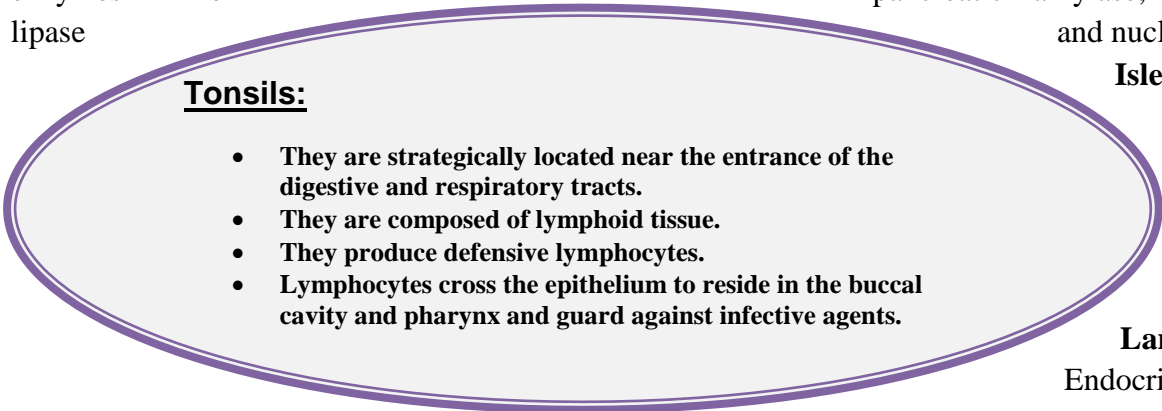 lipase
and nucl
Isle
Tonsils:
• They are strategically located near the entrance of the
digestive and respiratory tracts.
• They are composed of lymphoid tissue.
• They produce defensive lymphocytes.
• Lymphocytes cross the epithelium to reside in the buccal
cavity and pharynx and guard against infective agents.
Lar
Endocri